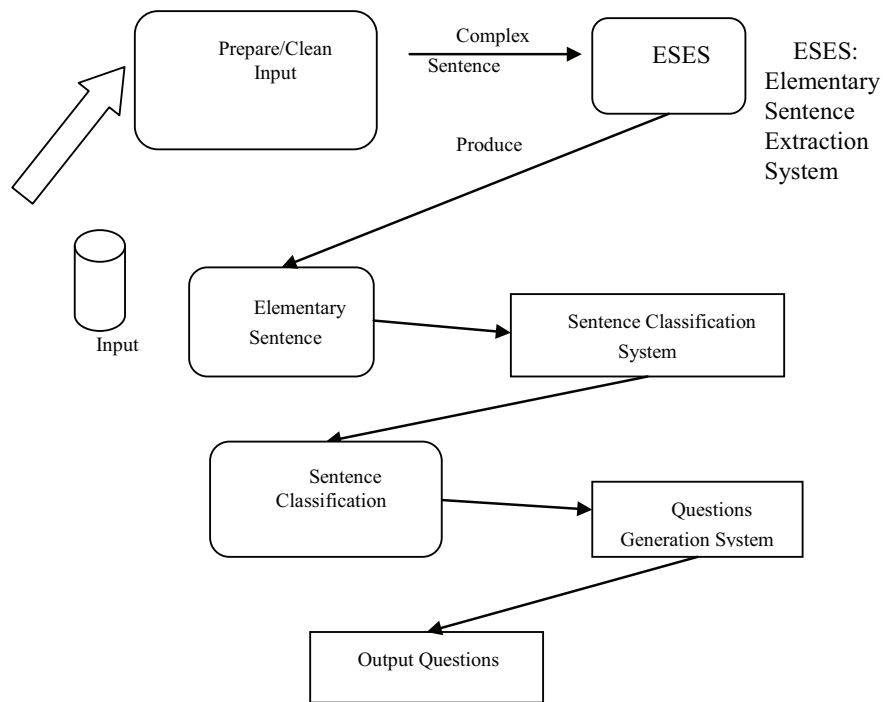 Prepare/Clean
Input
Complex
Sentence
ESES
ESES:
Elementary
Sentence
Extraction
System
Produce
Input
Elementary
Sentence
Sentence Classification
System
Sentence
Classification
Questions
Generation System
Output Questions